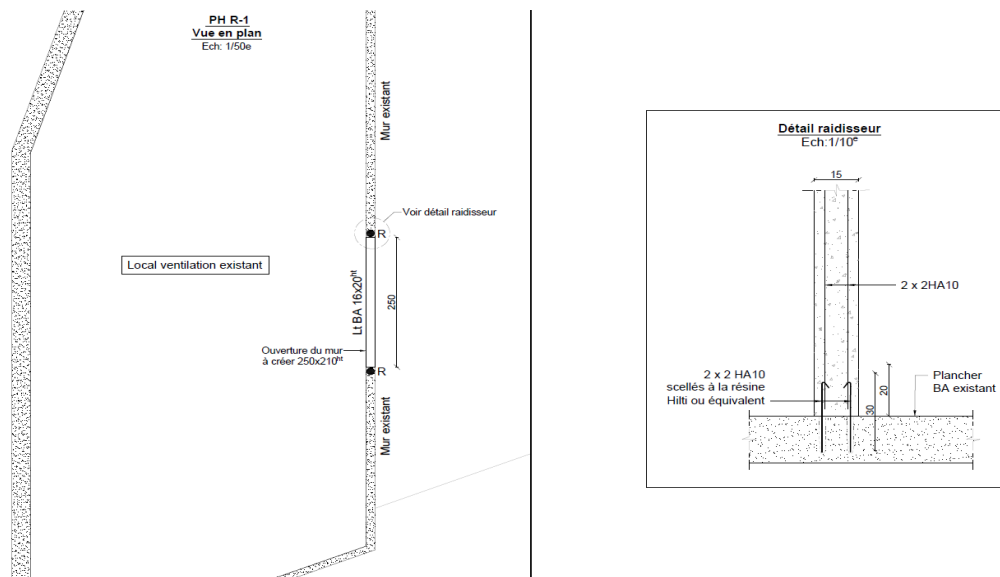 PH R-1
Vue en plan
Ech: 1/50e
Mur existant
Voir détail raidisseur
R
Local ventilation existant
Lt BA 16x20ht
250
Ouverture du mur
à créer 250x210ht
R
Mur existant
Détail raidisseur
Ech:1/10e
15
2 x 2HA10
2 x 2 HA10
scellés à la résine
Hilti ou équivalent
30
20
Plancher
BA existant